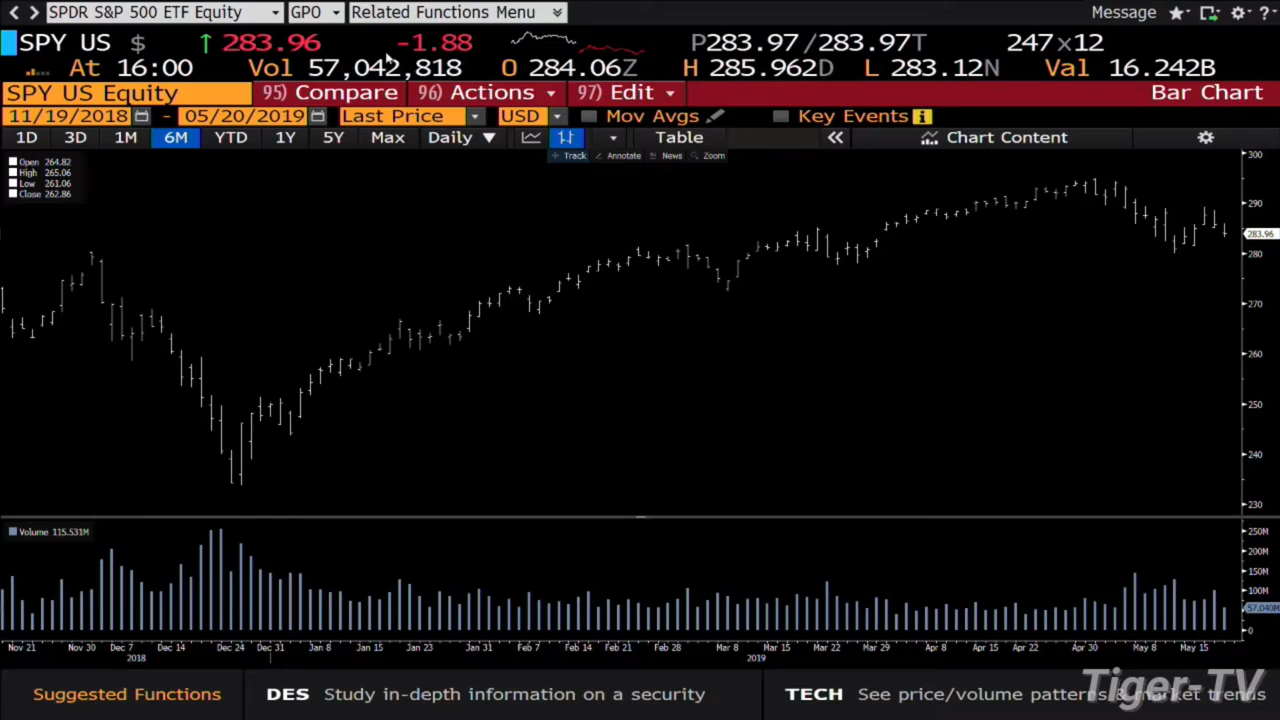 SPDR S&P 500 ETF Equity GPO Related Functions Menu Message ?
SPY US $ ↑ 283.96 -1.88 P283.97/283.97T 247x12
At 16:00 Vol 57,042,818 O 284.06Z H 285.962D L 283.12N Val 16.242B
SPY US Equity 95) Compare 96) Actions 97) Edit Bar Chart
11/19/2018 - 05/20/2019 Last Price USD Mov Avgs Key Events i
1D 3D 1M 6M YTD 1Y 5Y Max Daily ▼ Table « Chart Content
Track Annotate News Zoom
Open 264.82
High 265.06
Low 261.06
Close 262.86
300
290
283.96
280
270
260
250
240
230
Volume 115.531M
250M
200M
150M
100M
57.040M
0
Nov 21 Nov 30 Dec 7 Dec 14 Dec 24 Dec 31 Jan 8 Jan 15 Jan 23 Jan 31 Feb 7 Feb 14 Feb 21 Feb 28 Mar 8 Mar 15 Mar 22 Mar 29 Apr 8 Apr 15 Apr 22 Apr 30 May 8 May 15
2018 2019
Suggested Functions DES Study in-depth information on a security TECH See price/volume patterns & market trends
Tiger-TV